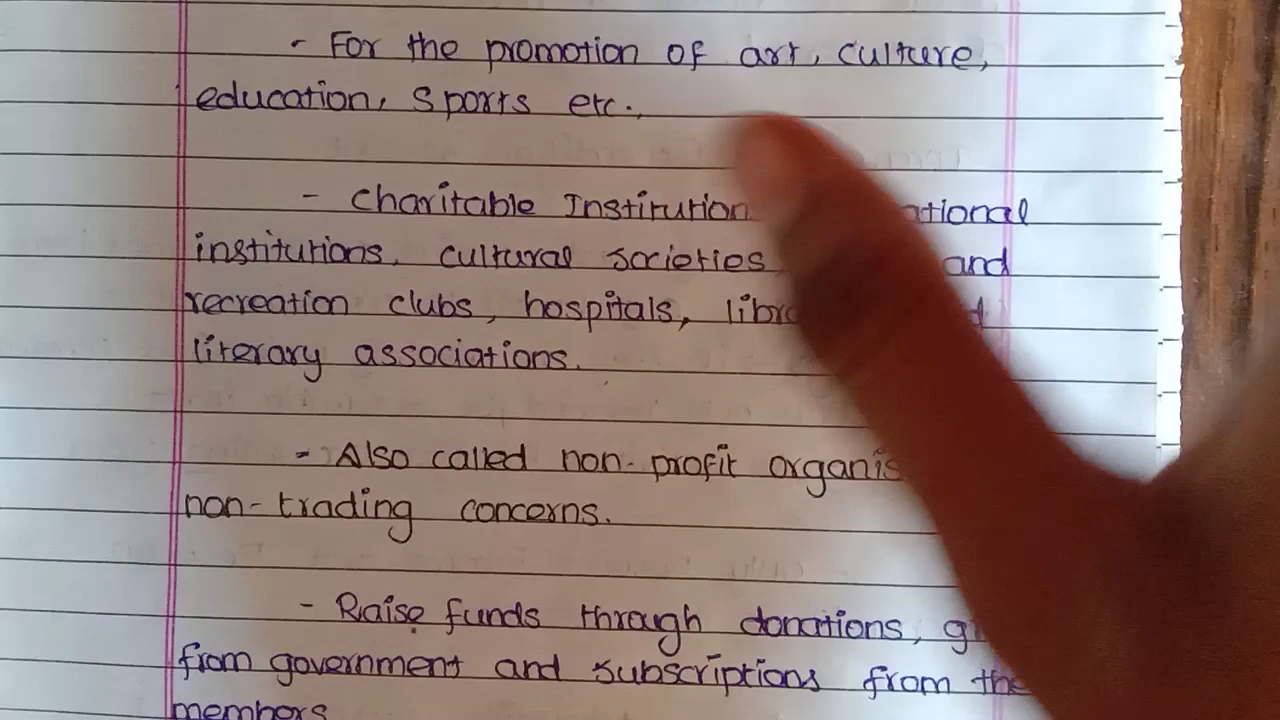 - For the promotion of art, culture,
education, sports etc.,
- Charitable Institution
institutions, cultural societies and
recreation clubs, hospitals,
literary associations.
- Also called non-profit
non-trading concerns.
- Raise funds through donations,
from government and subscriptions from the
members